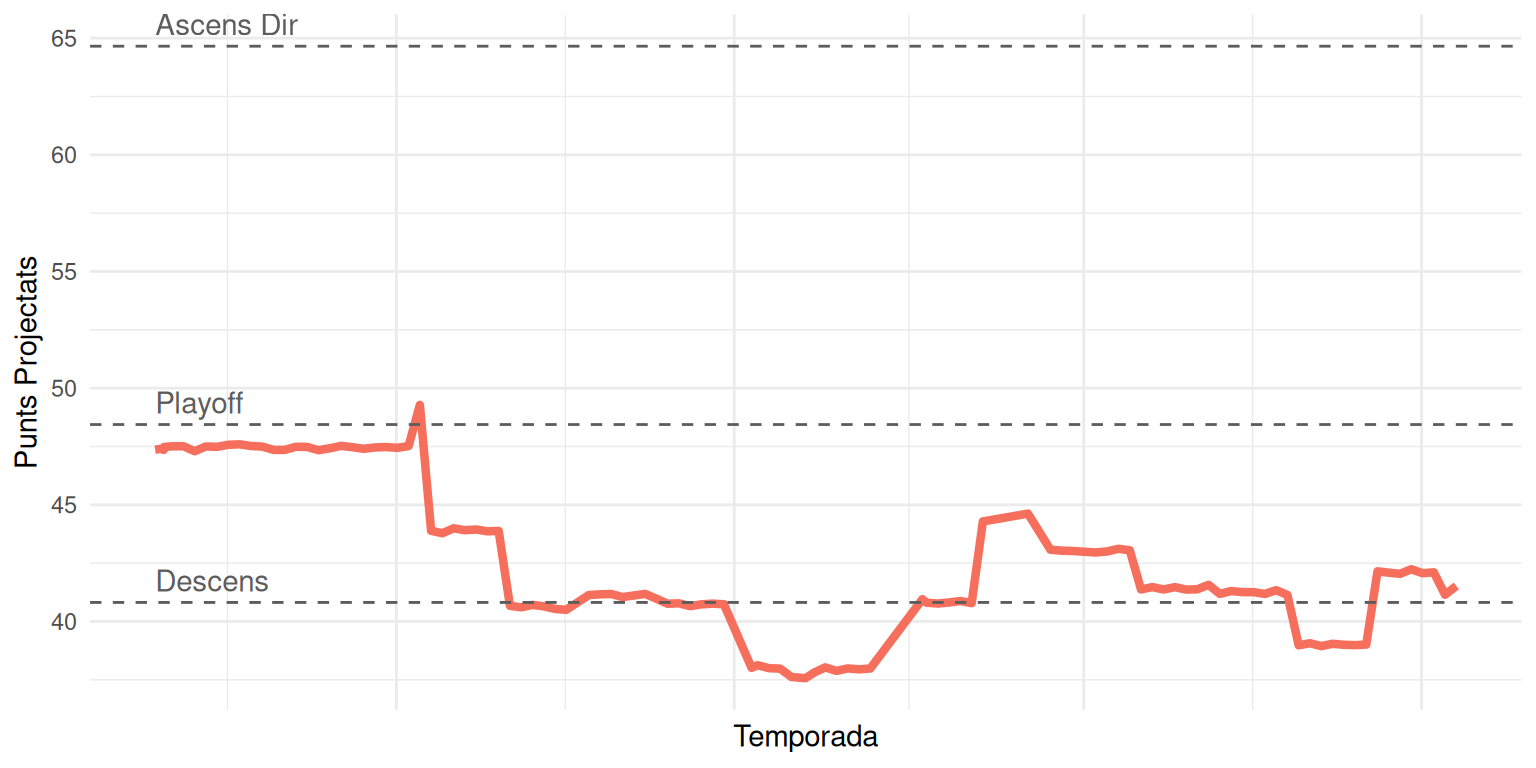 Ascens Dir
65
60
55
50
Playoff
45
Descens
40
Punts Projectats
Temporada